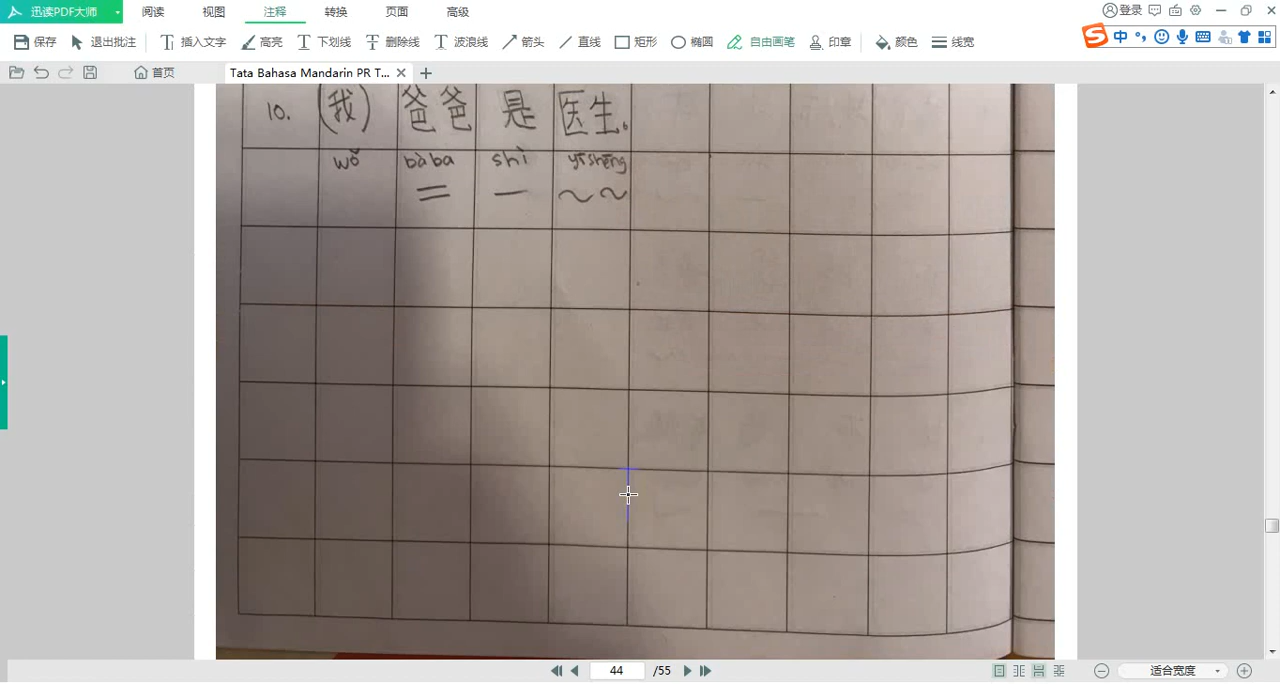 迅读PDF大师 阅读 视图 注释 转换 页面 高级 登录
保存 退出批注 插入文字 高亮 下划线 删除线 波浪线 箭头 直线 矩形 椭圆 自由画笔 印章 颜色 线宽 中
首页 Tata Bahasa Mandarin PR T...
10. (我) 爸爸 是 医生。
wǒ bàba shì yīshēng
44 /55 适合宽度